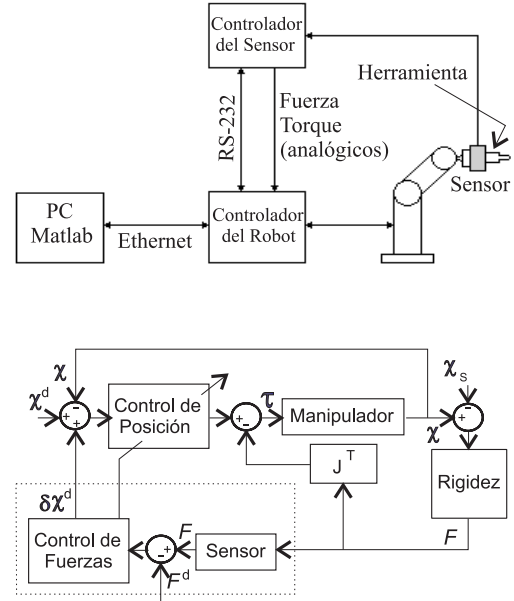 Controlador
del Sensor
Herramienta
RS-232
Fuerza
Torque
(analógicos)
Sensor
PC
Matlab
Ethernet
Controlador
del Robot
χ
χd
Control de
Posición
τ
Manipulador
χs
χ
J T
Rigidez
δχd
Control de
Fuerzas
F
Sensor
F
Fd